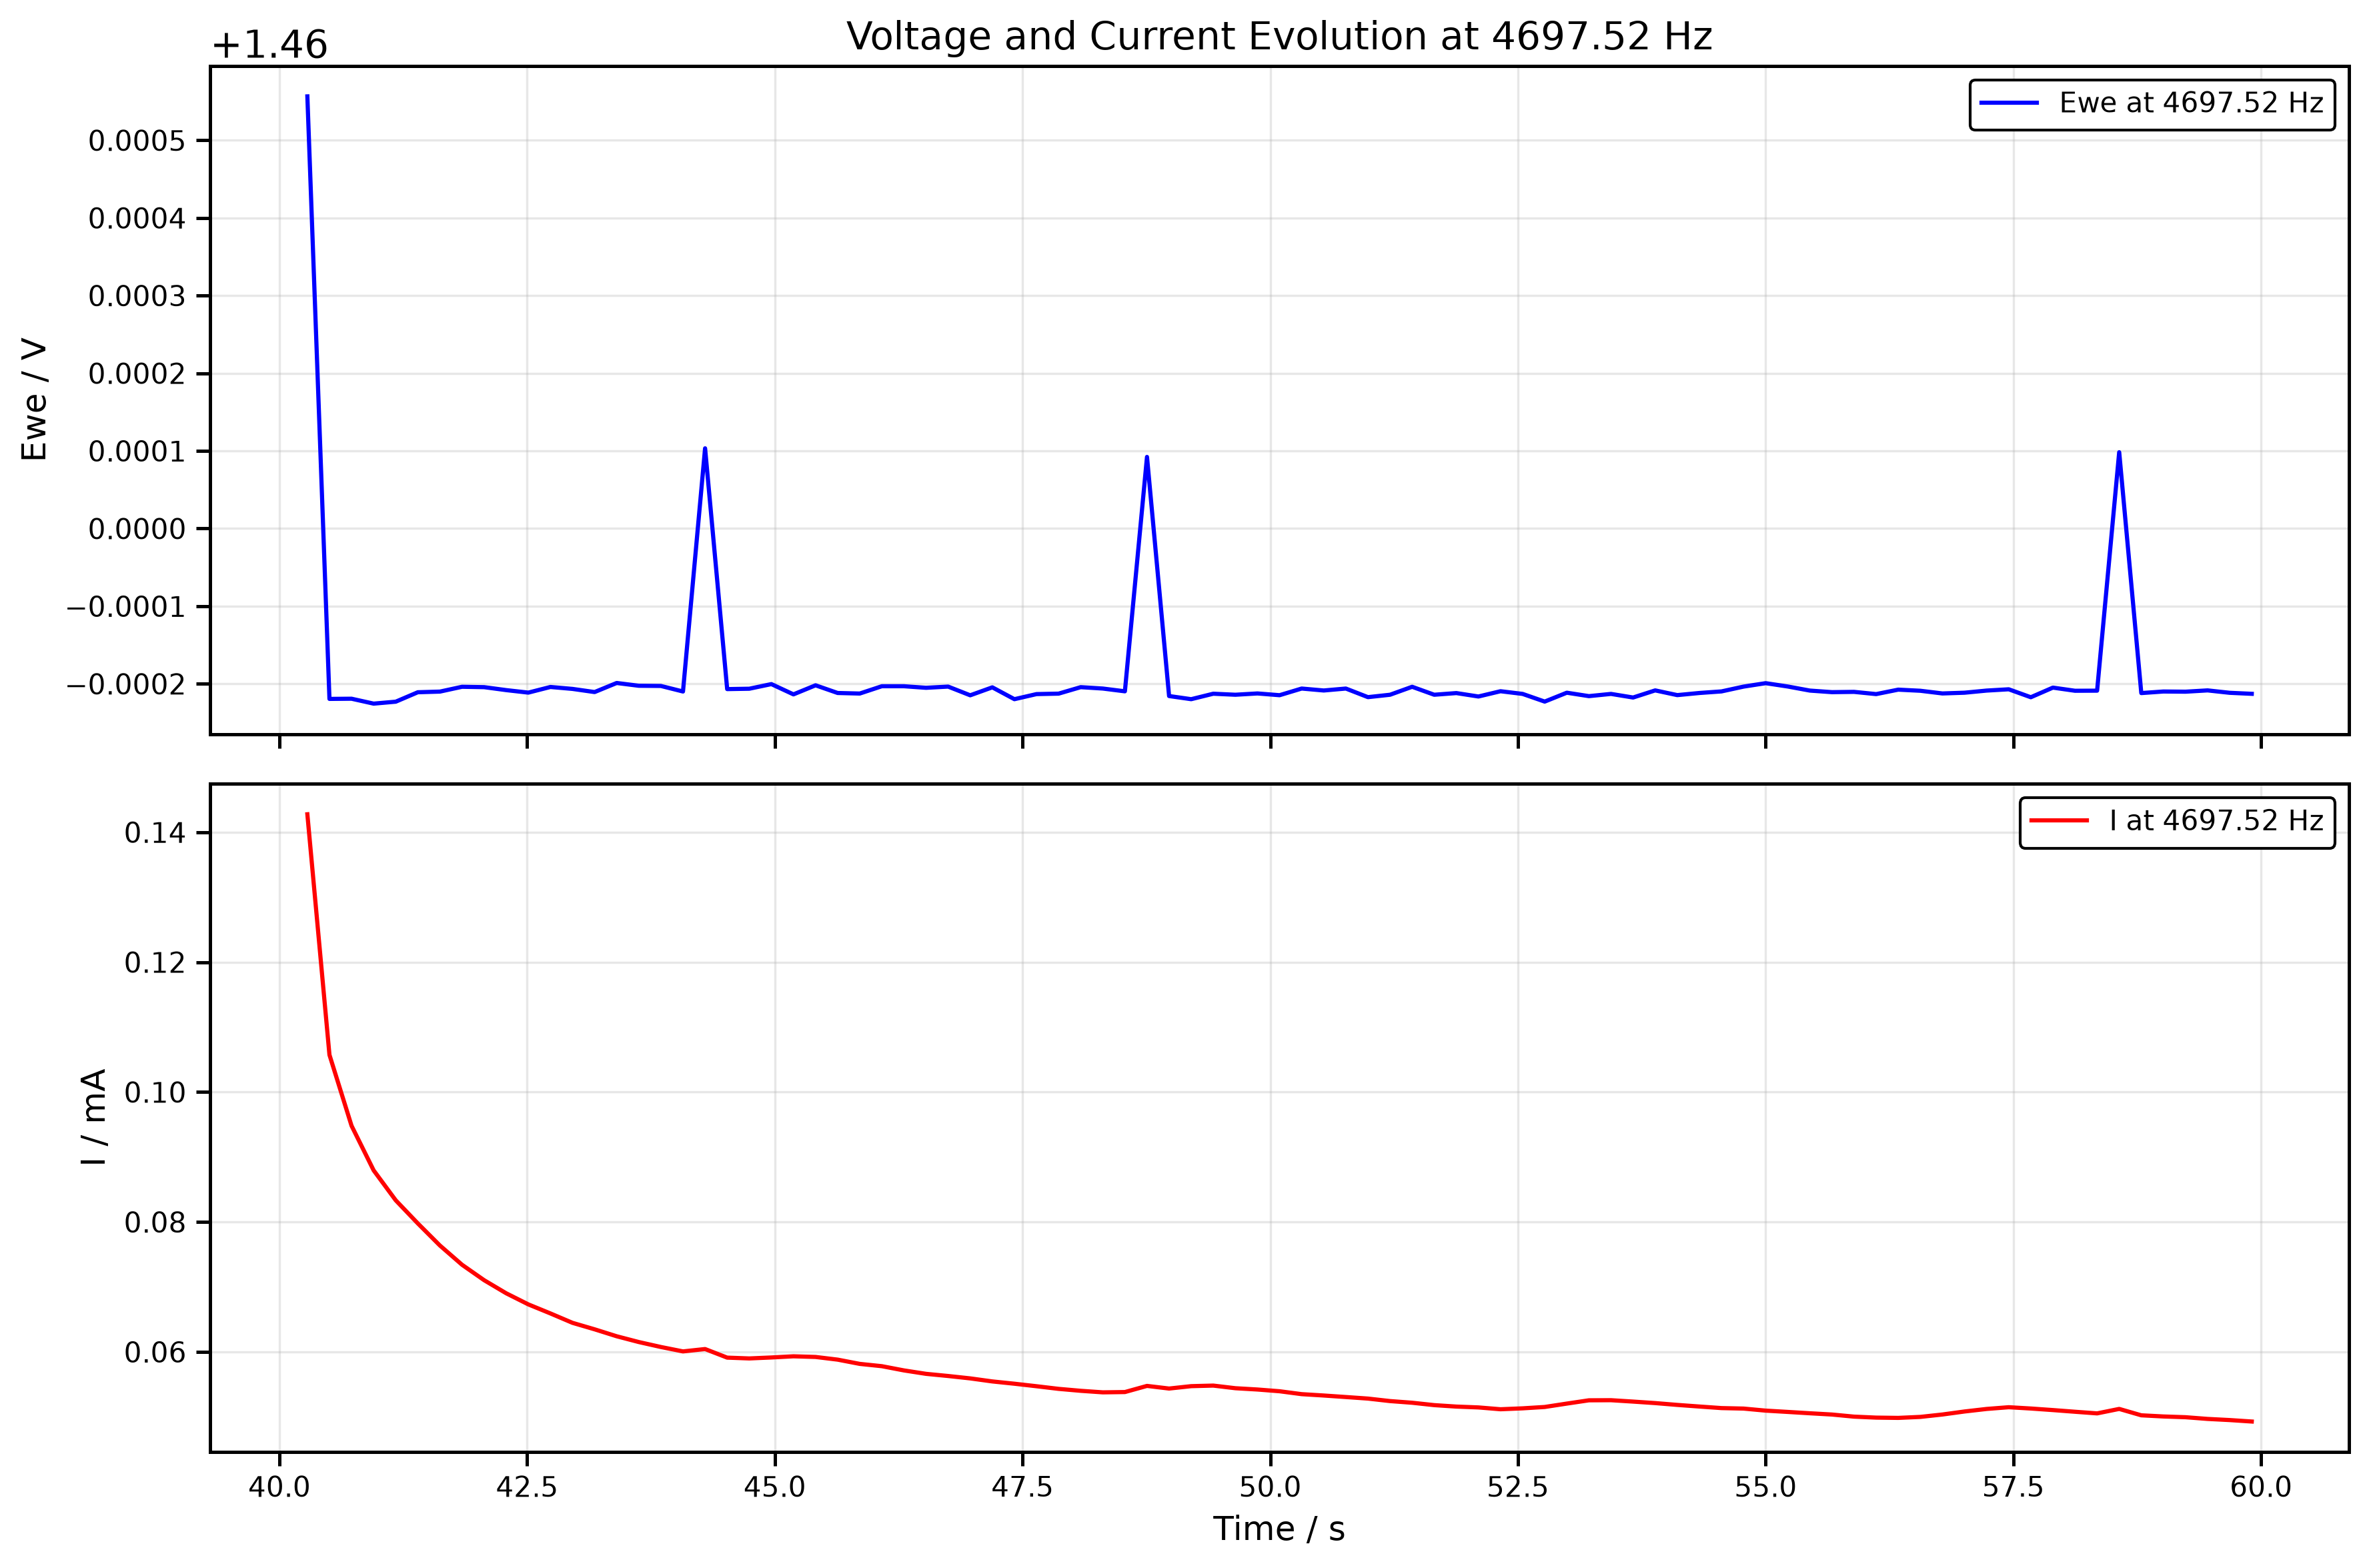 Voltage and Current Evolution at 4697.52 Hz
+1.46
Ewe at 4697.52 Hz
0.0005
0.0004
0.0003
0.0002
0.0001
0.0000
−0.0001
−0.0002
Ewe / V
I at 4697.52 Hz
0.14
0.12
0.10
0.08
0.06
I / mA
40.0 42.5 45.0 47.5 50.0 52.5 55.0 57.5 60.0
Time / s